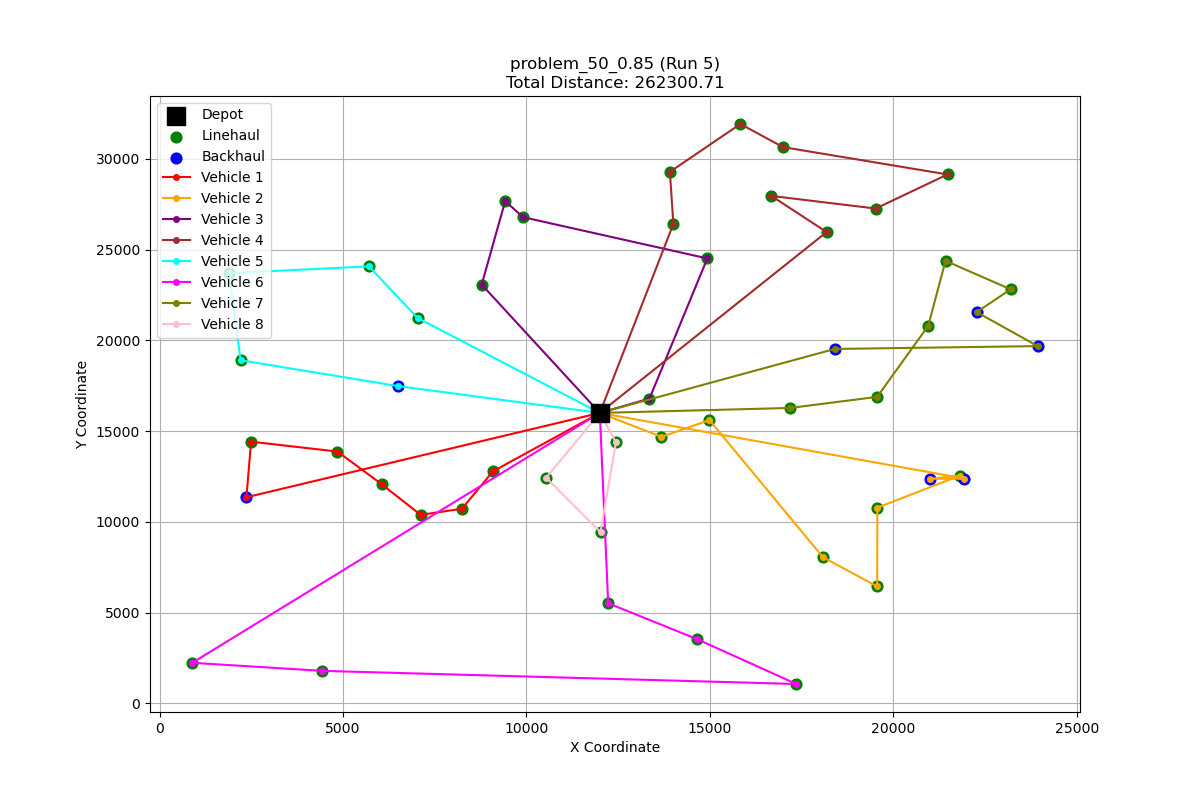 problem_50_0.85 (Run 5)
Total Distance: 262300.71
Depot
Linehaul
Backhaul
Vehicle 1
Vehicle 2
Vehicle 3
Vehicle 4
Vehicle 5
Vehicle 6
Vehicle 7
Vehicle 8
30000
25000
20000
15000
10000
5000
0
Y Coordinate
0
5000
10000
15000
20000
25000
X Coordinate